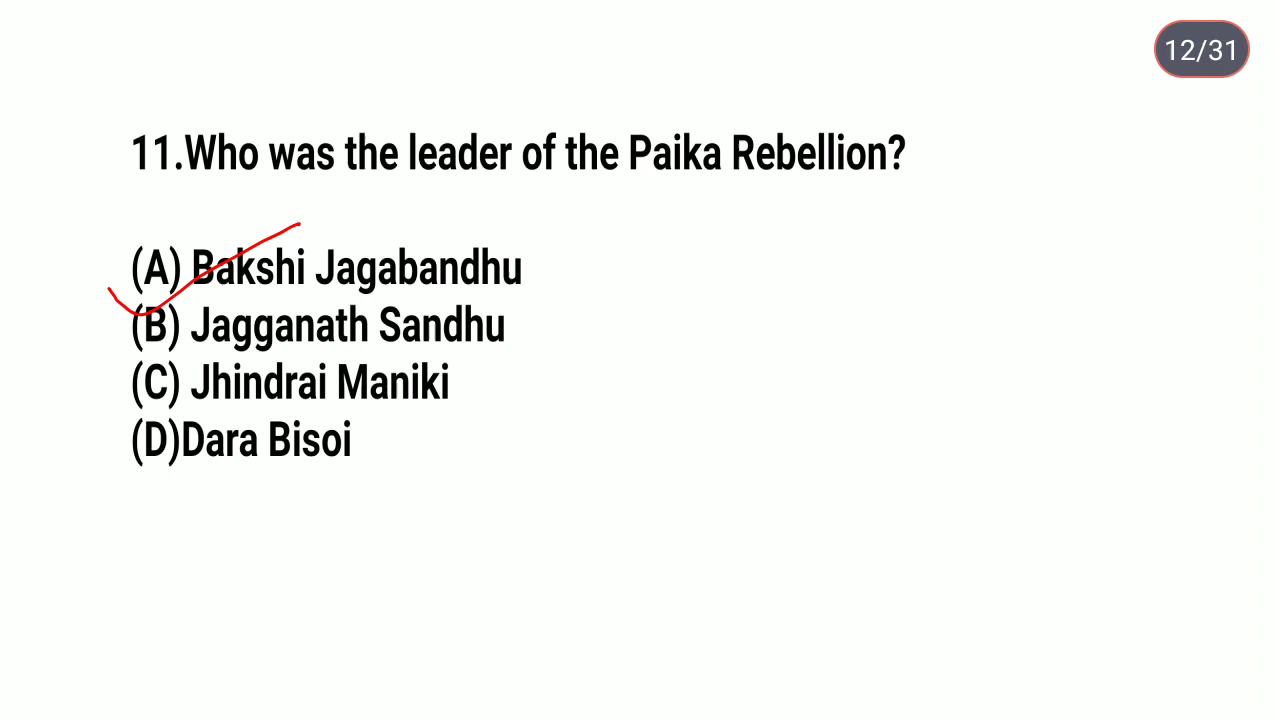 12/31
11.Who was the leader of the Paika Rebellion?
(A) Bakshi Jagabandhu
(B) Jagganath Sandhu
(C) Jhindrai Maniki
(D)Dara Bisoi